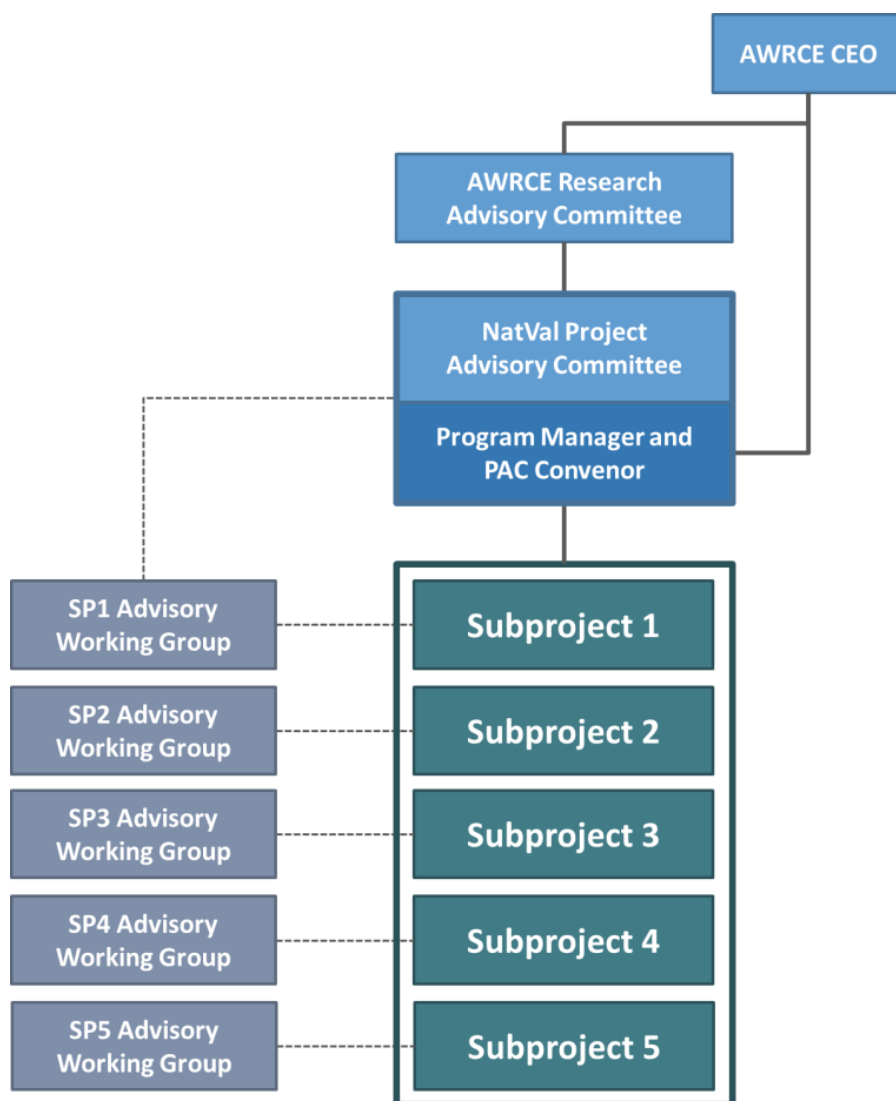 AWRCE CEO
AWRCE Research
Advisory Committee
NatVal Project
Advisory Committee
Program Manager and
PAC Convenor
SP1 Advisory
Working Group
Subproject 1
SP2 Advisory
Working Group
Subproject 2
SP3 Advisory
Working Group
Subproject 3
SP4 Advisory
Working Group
Subproject 4
SP5 Advisory
Working Group
Subproject 5